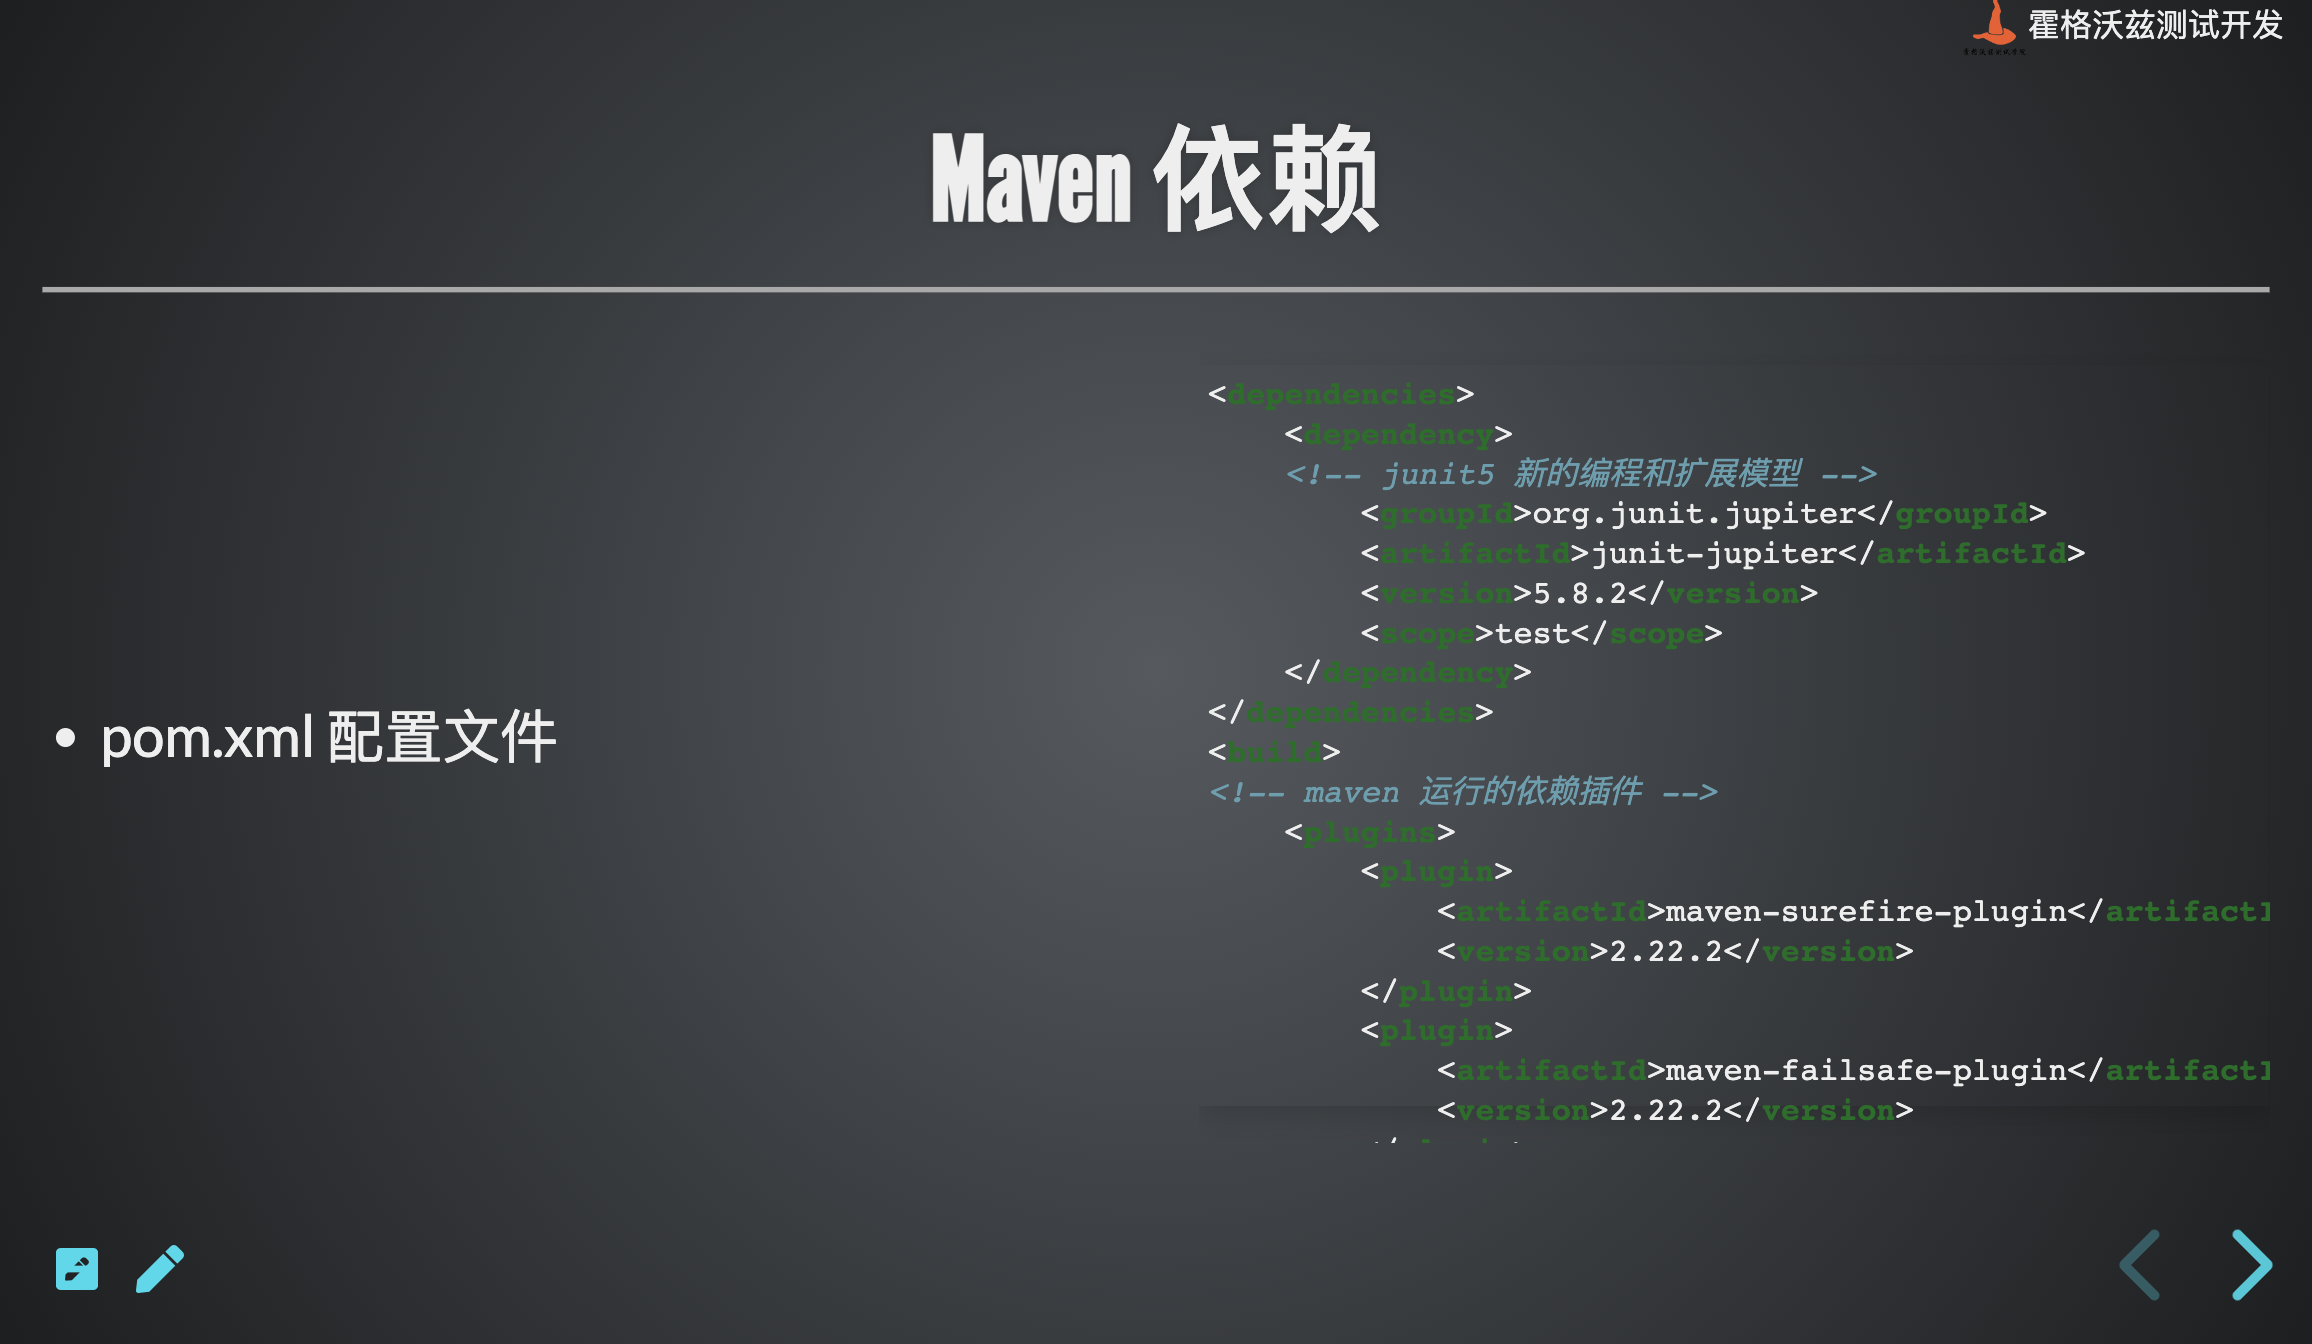 霍格沃兹测试开发
Maven 依赖
• pom.xml 配置文件
<dependencies>
    <dependency>
    <!-- junit5 新的编程和扩展模型 -->
        <groupId>org.junit.jupiter</groupId>
        <artifactId>junit-jupiter</artifactId>
        <version>5.8.2</version>
        <scope>test</scope>
    </dependency>
</dependencies>
<build>
<!-- maven 运行的依赖插件 -->
    <plugins>
        <plugin>
            <artifactId>maven-surefire-plugin</artifactI
            <version>2.22.2</version>
        </plugin>
        <plugin>
            <artifactId>maven-failsafe-plugin</artifactI
            <version>2.22.2</version>